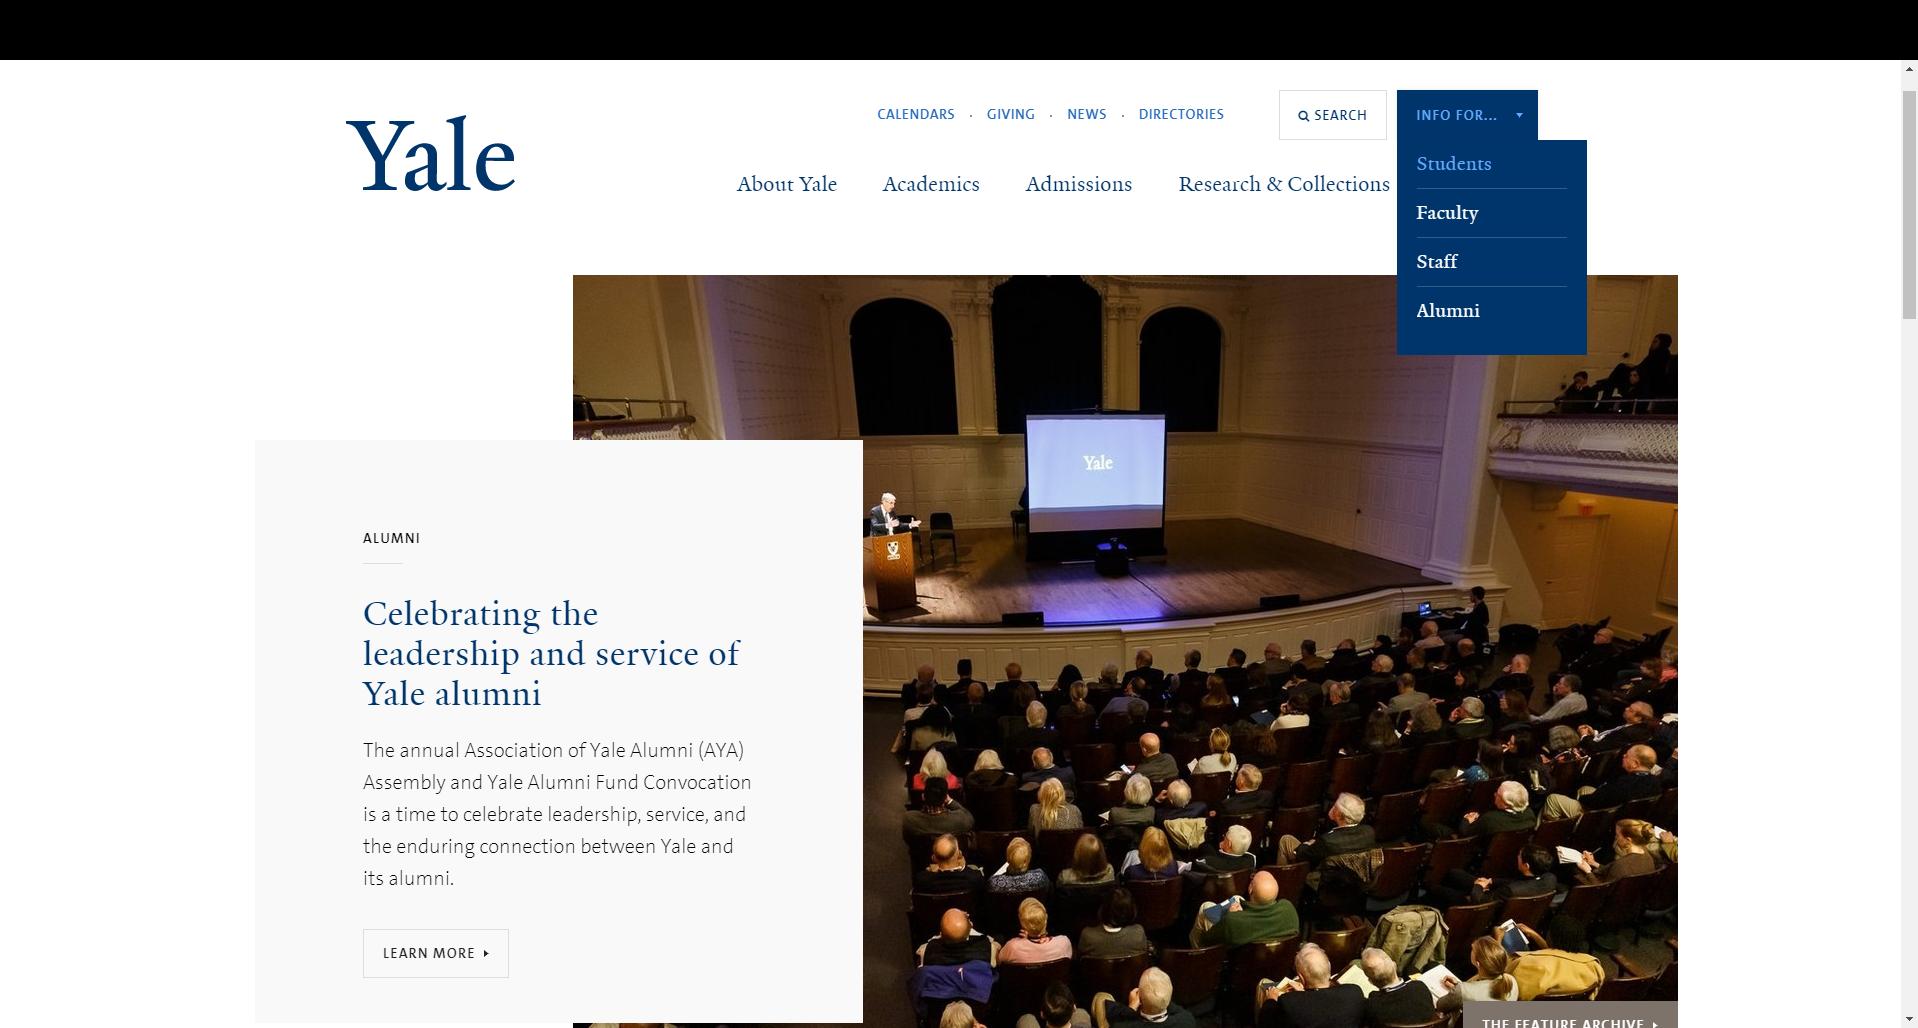 Yale
CALENDARS · GIVING · NEWS · DIRECTORIES
SEARCH
INFO FOR...
Students
Faculty
Staff
Alumni
About Yale
Academics
Admissions
Research & Collections
Yale
ALUMNI
Celebrating the
leadership and service of
Yale alumni
The annual Association of Yale Alumni (AYA)
Assembly and Yale Alumni Fund Convocation
is a time to celebrate leadership, service, and
the enduring connection between Yale and
its alumni.
LEARN MORE
THE FEATURE ARCHIVE